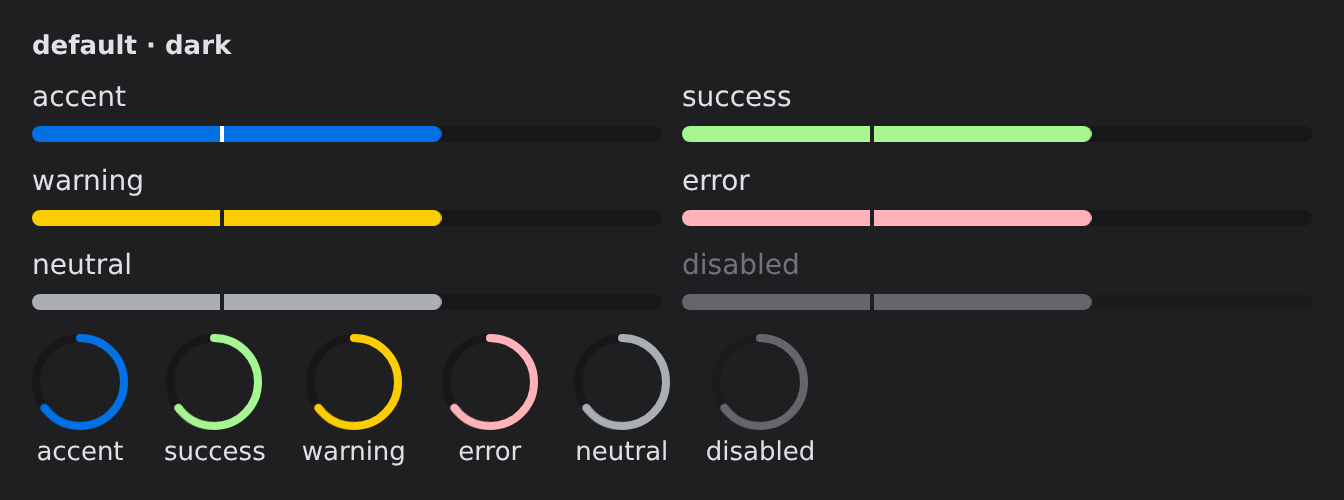 default · dark
accent success
warning error
neutral disabled
accent success warning error neutral disabled